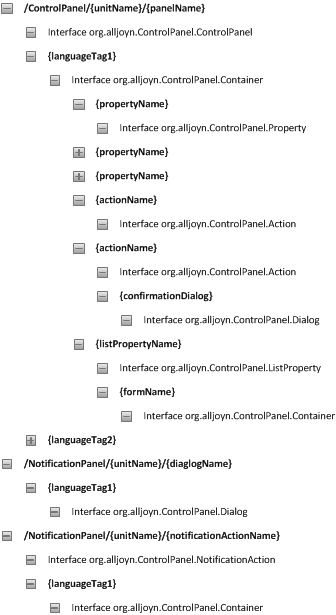 /ControlPanel/{unitName}/{panelName}
Interface org.alljoyn.ControlPanel.ControlPanel
{languageTag1}
Interface org.alljoyn.ControlPanel.Container
{propertyName}
Interface org.alljoyn.ControlPanel.Property
{propertyName}
{propertyName}
{actionName}
Interface org.alljoyn.ControlPanel.Action
{actionName}
Interface org.alljoyn.ControlPanel.Action
{confirmationDialog}
Interface org.alljoyn.ControlPanel.Dialog
{listPropertyName}
Interface org.alljoyn.ControlPanel.ListProperty
{formName}
Interface org.alljoyn.ControlPanel.Container
{languageTag2}
/NotificationPanel/{unitName}/{diaglogName}
{languageTag1}
Interface org.alljoyn.ControlPanel.Dialog
/NotificationPanel/{unitName}/{notificationActionName}
Interface org.alljoyn.ControlPanel.NotificationAction
{languageTag1}
Interface org.alljoyn.ControlPanel.Container